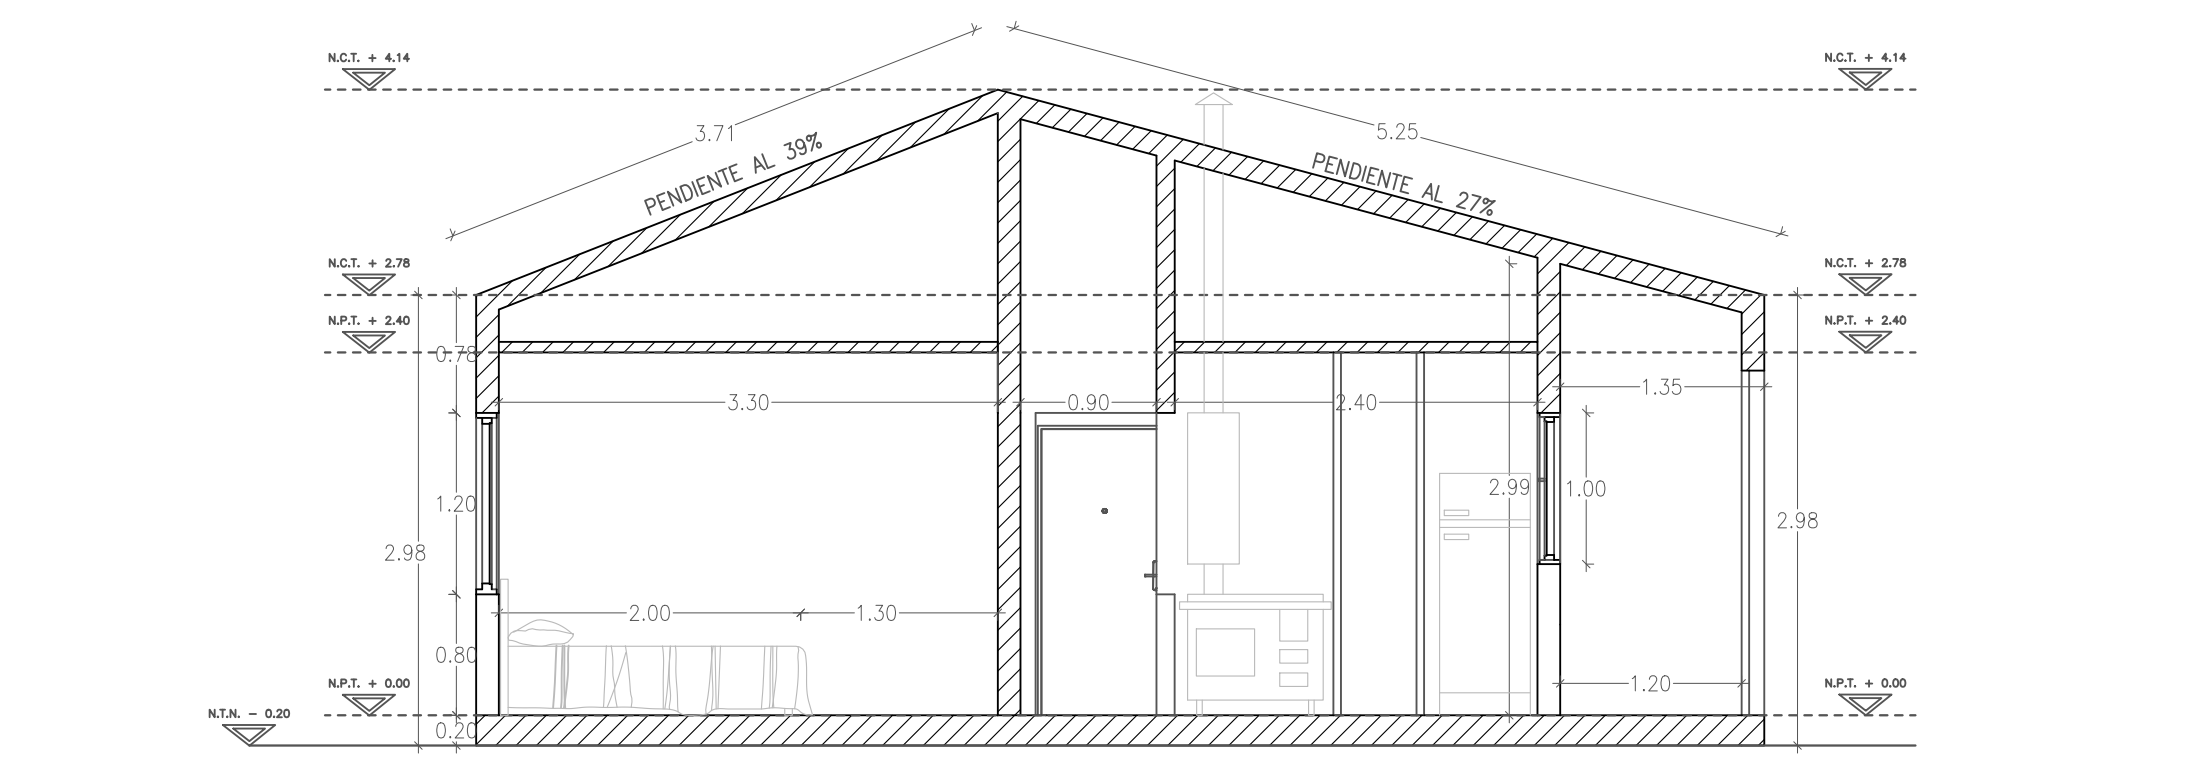 N.C.T. + 4.14
N.C.T. + 4.14
3.71
5.25
PENDIENTE AL 39%
PENDIENTE AL 27%
N.C.T. + 2.78
N.C.T. + 2.78
N.P.T. + 2.40
N.P.T. + 2.40
0.78
1.35
3.30
0.90
2.40
2.99
1.00
1.20
2.98
2.98
2.00
1.30
0.80
N.P.T. + 0.00
1.20
N.P.T. + 0.00
N.T.N. - 0.20
0.20